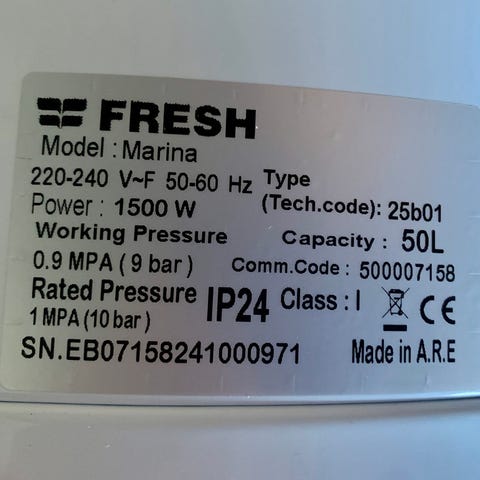 FRESH
Model : Marina
220-240 V~F 50-60 Hz Type
Power : 1500 W (Tech.code): 25b01
Working Pressure Capacity : 50L
0.9 MPA ( 9 bar ) Comm.Code : 500007158
Rated Pressure IP24 Class : I CE
1 MPA (10 bar )
SN.EB07158241000971 Made in A.R.E